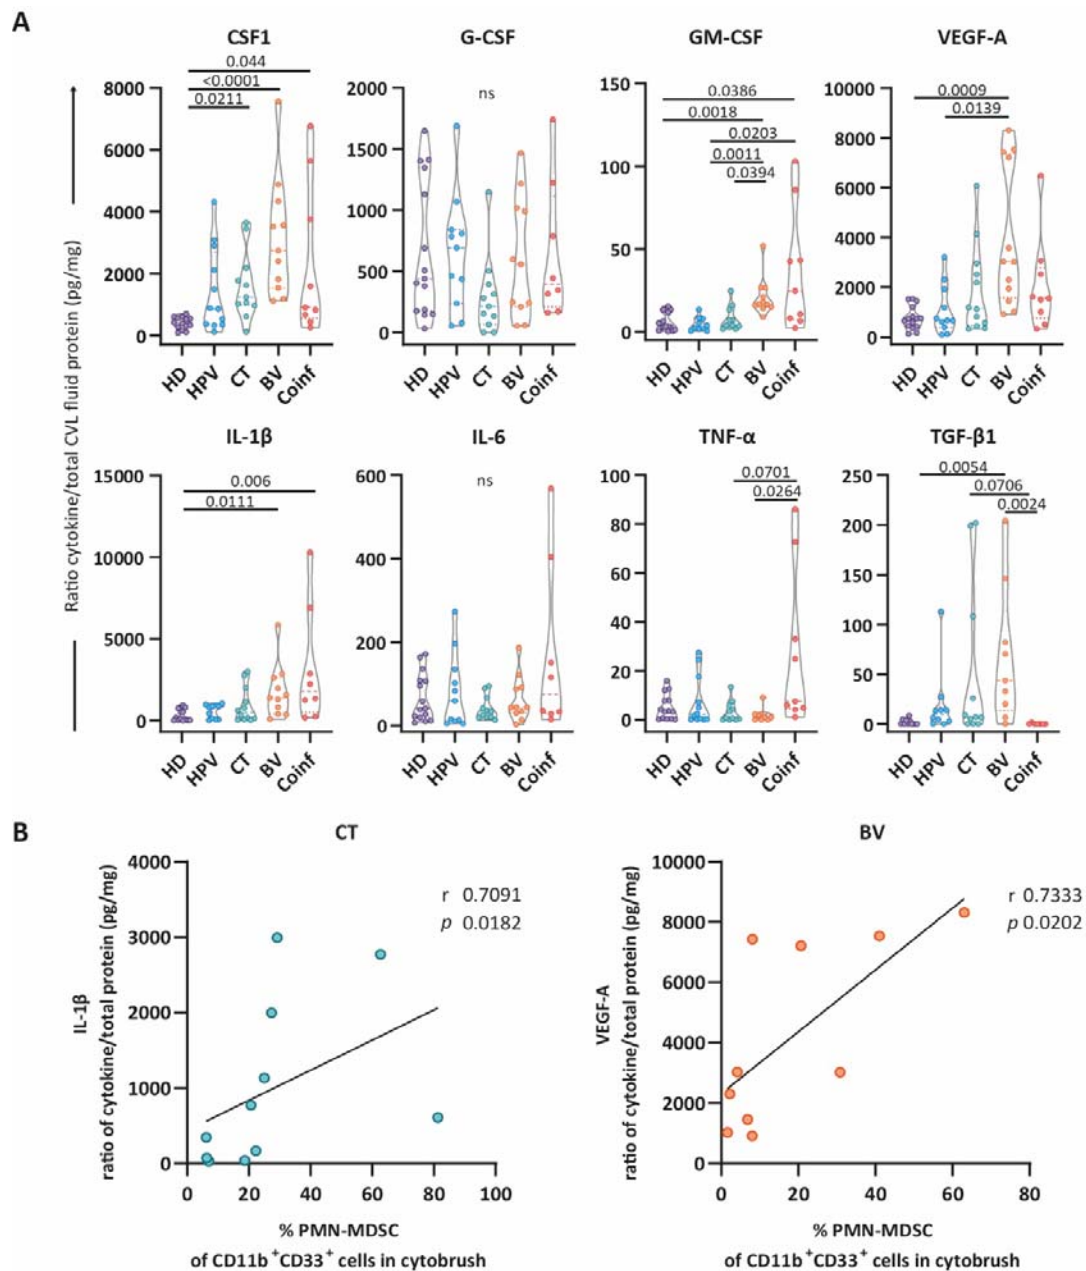 A
CSF1
G-CSF
GM-CSF
VEGF-A
Ratio cytokine/total CVL fluid protein (pg/mg)
0.044
<0.0001
0.0211
8000
6000
4000
2000
0
HD
HPV
CT
BV
Coinf
ns
2000
1500
1000
500
0
HD
HPV
CT
BV
Coinf
0.0386
0.0018
0.0203
0.0011
0.0394
150
100
50
0
HD
HPV
CT
BV
Coinf
0.0009
0.0139
10000
8000
6000
4000
2000
0
HD
HPV
CT
BV
Coinf
IL-1β
IL-6
TNF-α
TGF-β1
0.006
0.0111
15000
10000
5000
0
HD
HPV
CT
BV
Coinf
ns
600
400
200
0
HD
HPV
CT
BV
Coinf
0.0701
0.0264
100
80
60
40
20
0
HD
HPV
CT
BV
Coinf
0.0054
0.0706
0.0024
250
200
150
100
50
0
HD
HPV
CT
BV
Coinf
B
CT
IL-1β
ratio of cytokine/total protein (pg/mg)
4000
3000
2000
1000
0
r 0.7091
p 0.0182
0 20 40 60 80 100
% PMN-MDSC
of CD11b+CD33+ cells in cytobrush
BV
VEGF-A
ratio of cytokine/total protein (pg/mg)
10000
8000
6000
4000
2000
0
r 0.7333
p 0.0202
0 20 40 60 80
% PMN-MDSC
of CD11b+CD33+ cells in cytobrush